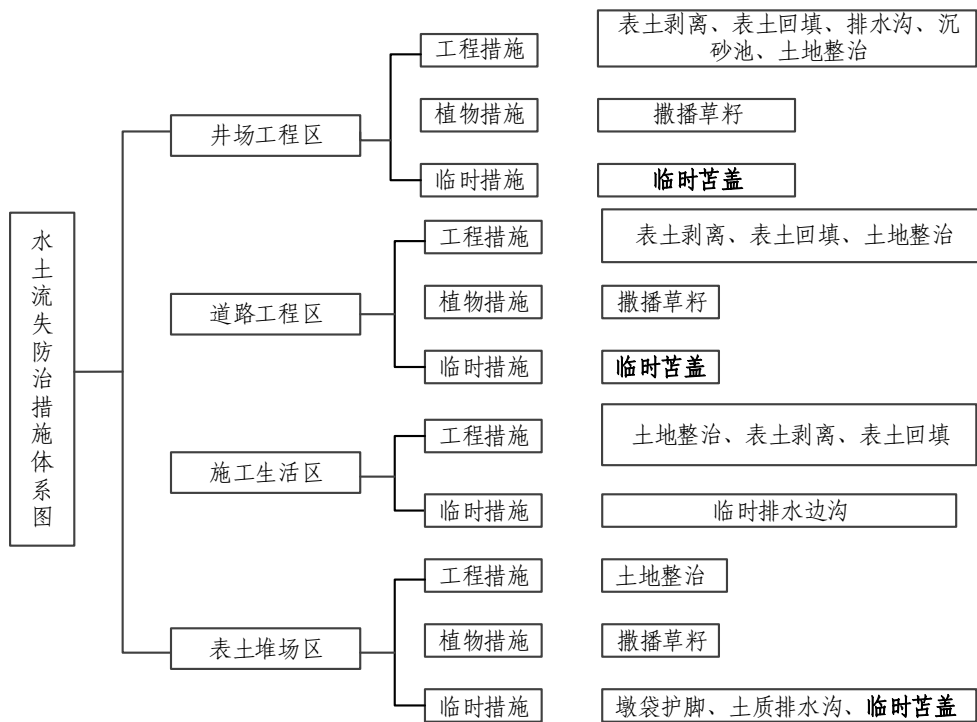 水土流失防治措施体系图
井场工程区
工程措施
表土剥离、表土回填、排水沟、沉
砂池、土地整治
植物措施
撒播草籽
临时措施
临时苫盖
道路工程区
工程措施
表土剥离、表土回填、土地整治
植物措施
撒播草籽
临时措施
临时苫盖
施工生活区
工程措施
土地整治、表土剥离、表土回填
临时措施
临时排水边沟
表土堆场区
工程措施
土地整治
植物措施
撒播草籽
临时措施
墩袋护脚、土质排水沟、临时苫盖